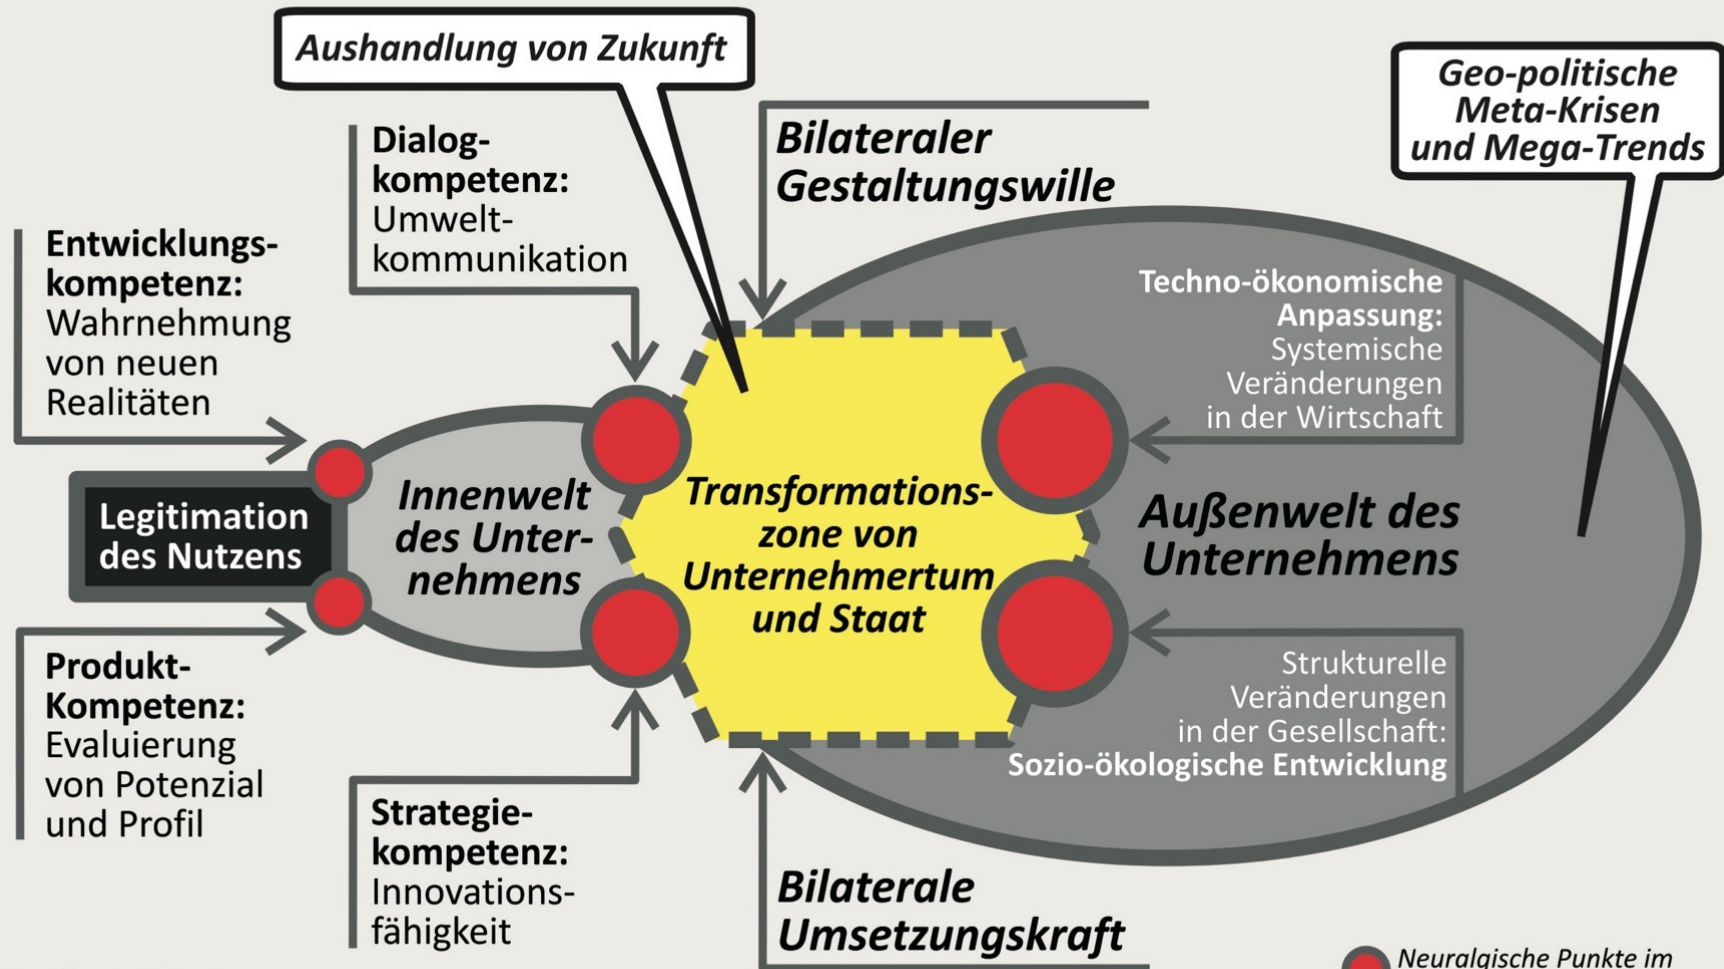 Aushandlung von Zukunft
Geo-politische
Meta-Krisen
und Mega-Trends
Dialog-
kompetenz:
Umwelt-
kommunikation
Bilateraler
Gestaltungswille
Entwicklungs-
kompetenz:
Wahrnehmung
von neuen
Realitäten
Techno-ökonomische
Anpassung:
Systemische
Veränderungen
in der Wirtschaft
Legitimation
des Nutzens
Innenwelt
des Unter-
nehmens
Transformations-
zone von
Unternehmertum
und Staat
Außenwelt des
Unternehmens
Produkt-
Kompetenz:
Evaluierung
von Potenzial
und Profil
Strukturelle
Veränderungen
in der Gesellschaft:
Sozio-ökologische Entwicklung
Strategie-
kompetenz:
Innovations-
fähigkeit
Bilaterale
Umsetzungskraft
Neuralgische Punkte im